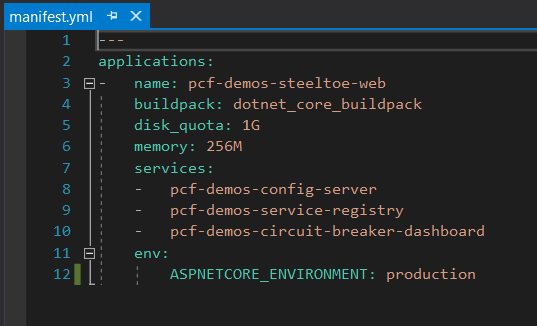 manifest.yml
1 ---
2 applications:
3 -   name: pcf-demos-steeltoe-web
4     buildpack: dotnet_core_buildpack
5     disk_quota: 1G
6     memory: 256M
7     services:
8     -   pcf-demos-config-server
9     -   pcf-demos-service-registry
10     -   pcf-demos-circuit-breaker-dashboard
11     env:
12         ASPNETCORE_ENVIRONMENT: production